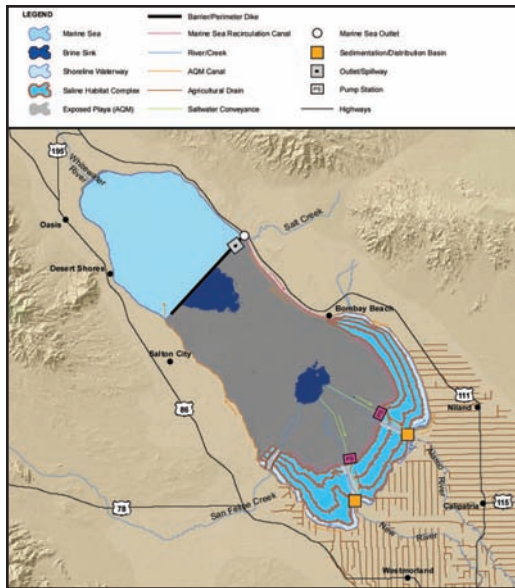 LEGEND
Marine Sea
Brine Sink
Shoreline Waterway
Saline Habitat Complex
Exposed Playa (AQM)
Barrier/Perimeter Dike
Marine Sea Recirculation Canal
River/Creek
AQM Canal
Agricultural Drain
Saltwater Conveyance
Marine Sea Outlet
Sedimentation/Distribution Basin
Outlet/Spillway
PS
Pump Station
Highways
195
Whitewater
River
Oasis
Salt Creek
Desert Shores
Bombay Beach
Salton City
111
86
Niland
PS
Alamo River
PS
78
San Felipe Creek
Calipatria
115
New River
Westmorland